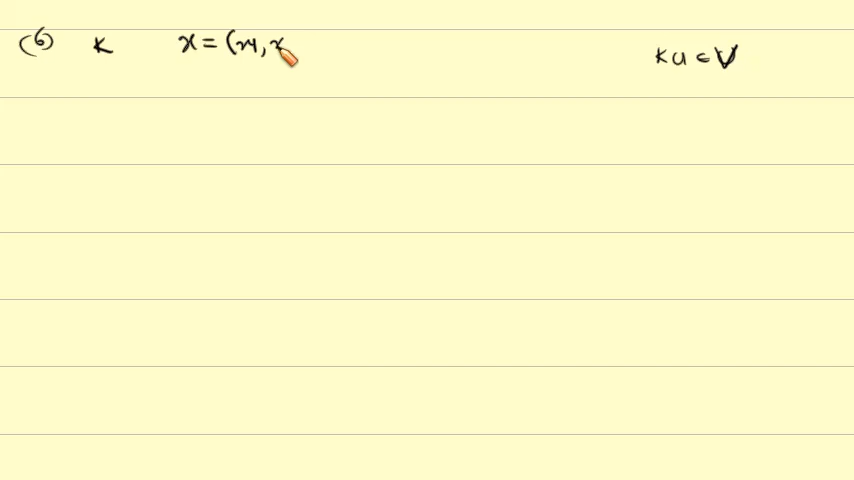 (6) K x = (x1, x KU ∈ V